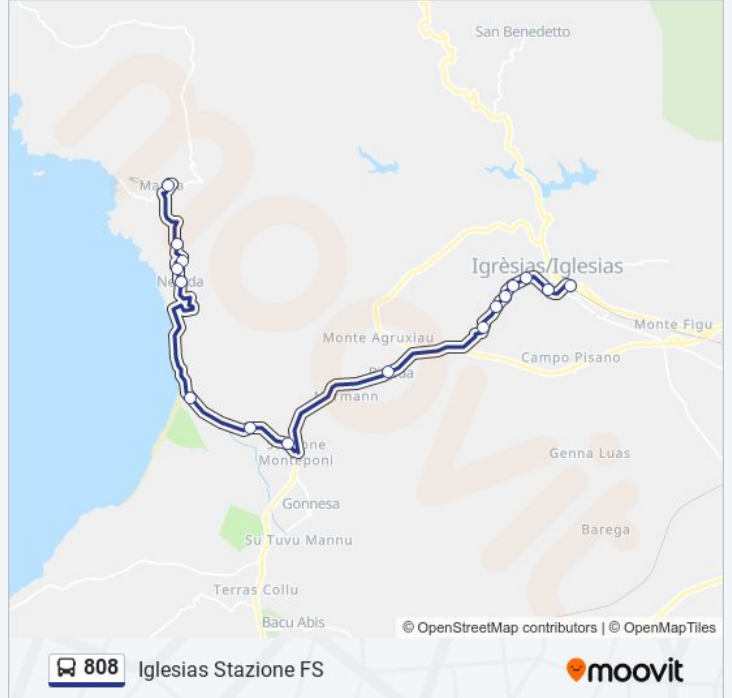 San Benedetto
Igrèsias/Iglesias
Monte Agruxiau
Monte Figu
Campo Pisano
Monteponi
Genna Luas
Gonnesa
Barega
Su Tuvu Mannu
Terras Collu
Bacu Abis
© OpenStreetMap contributors | © OpenMapTiles
808 Iglesias Stazione FS
moovit
moovit